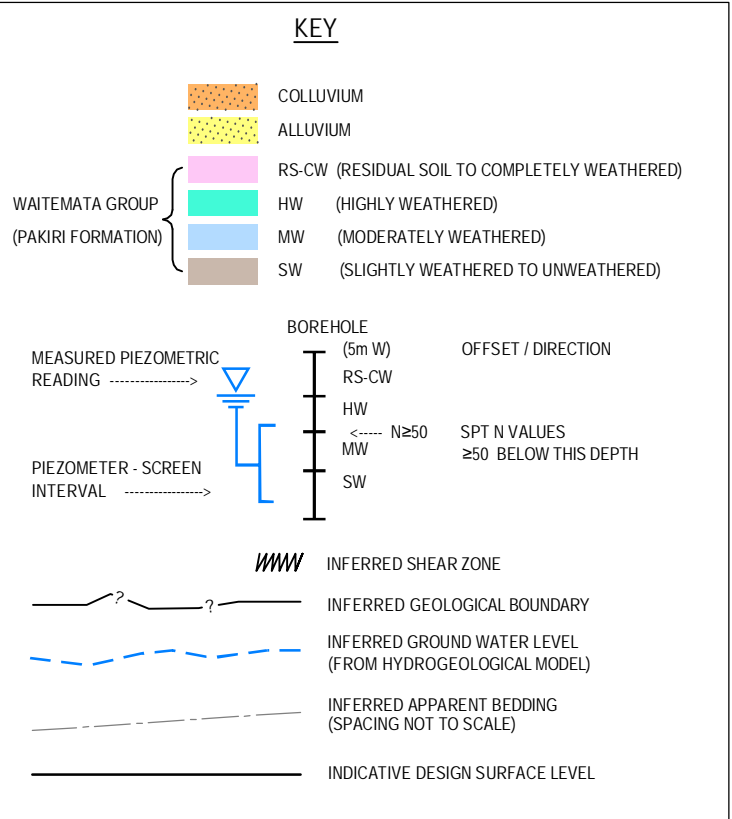 KEY
COLLUVIUM
ALLUVIUM
WAITEMATA GROUP
(PAKIRI FORMATION)
RS-CW (RESIDUAL SOIL TO COMPLETELY WEATHERED)
HW (HIGHLY WEATHERED)
MW (MODERATELY WEATHERED)
SW (SLIGHTLY WEATHERED TO UNWEATHERED)
BOREHOLE
(5m W) OFFSET / DIRECTION
MEASURED PIEZOMETRIC
READING ----------------->
RS-CW
HW
<----- N≥50 SPT N VALUES
≥50 BELOW THIS DEPTH
MW
PIEZOMETER - SCREEN
INTERVAL ----------------->
SW
INFERRED SHEAR ZONE
? ? INFERRED GEOLOGICAL BOUNDARY
INFERRED GROUND WATER LEVEL
(FROM HYDROGEOLOGICAL MODEL)
INFERRED APPARENT BEDDING
(SPACING NOT TO SCALE)
INDICATIVE DESIGN SURFACE LEVEL